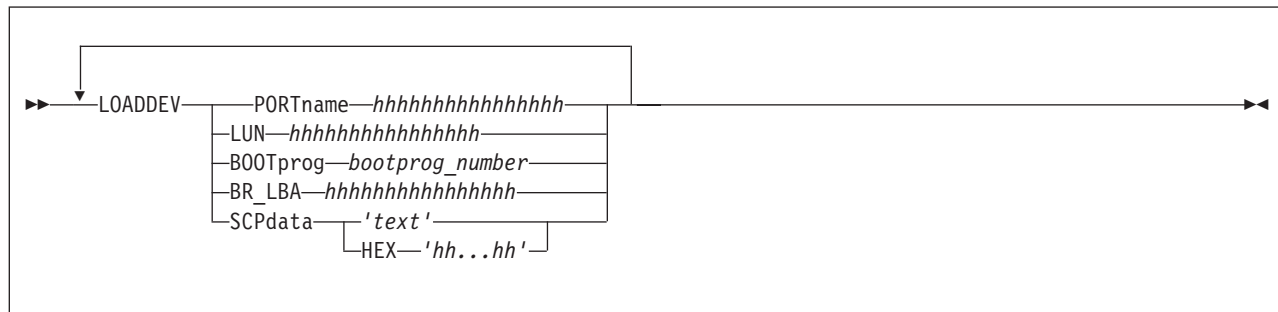 LOADDEV PORTname hhhhhhhhhhhhhhhh
LUN hhhhhhhhhhhhhhhh
BOOTprog bootprog_number
BR_LBA hhhhhhhhhhhhhhhh
SCPdata 'text'
HEX 'hh...hh'